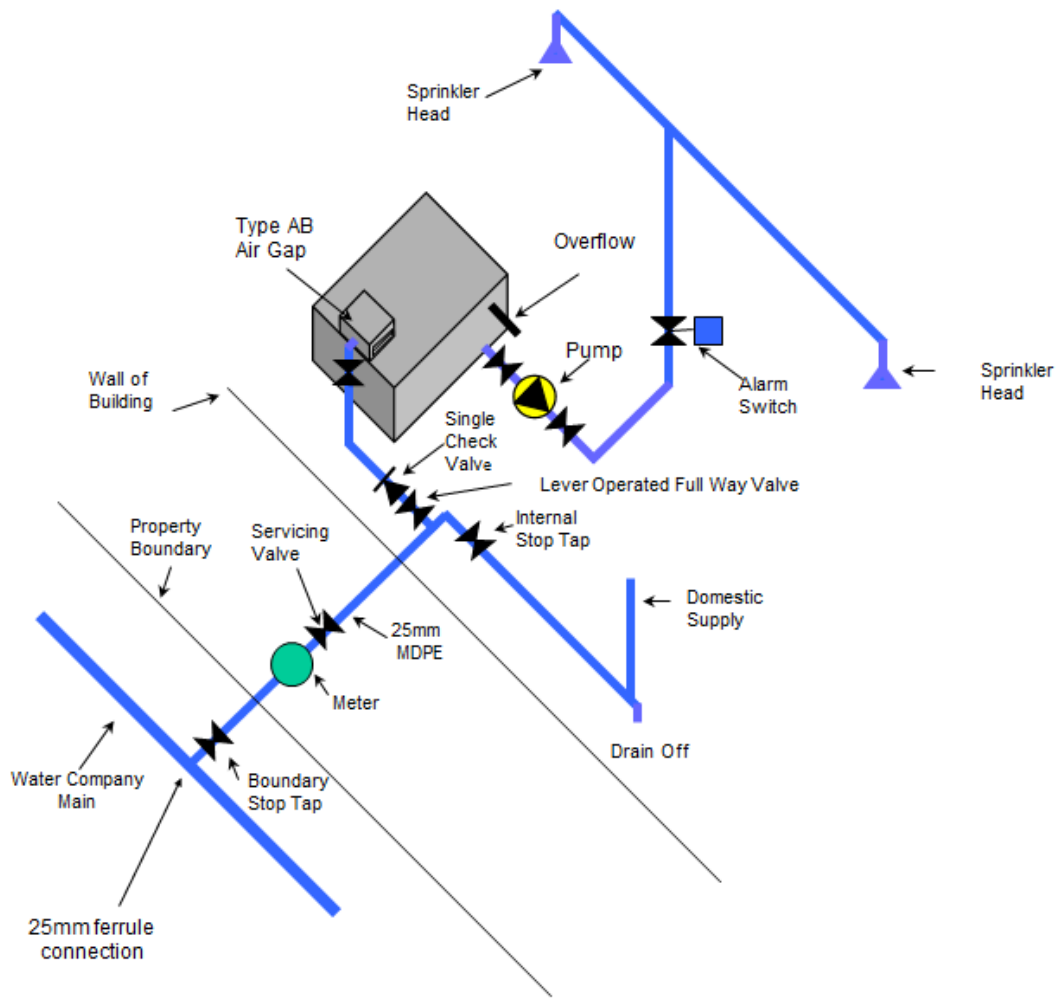 Sprinkler
Head
Type AB
Air Gap
Overflow
Pump
Alarm
Switch
Sprinkler
Head
Wall of
Building
Single
Check
Valve
Lever Operated Full Way Valve
Internal
Stop Tap
Property
Boundary
Servicing
Valve
25mm
MDPE
Domestic
Supply
Meter
Drain Off
Water Company
Main
Boundary
Stop Tap
25mm ferrule
connection